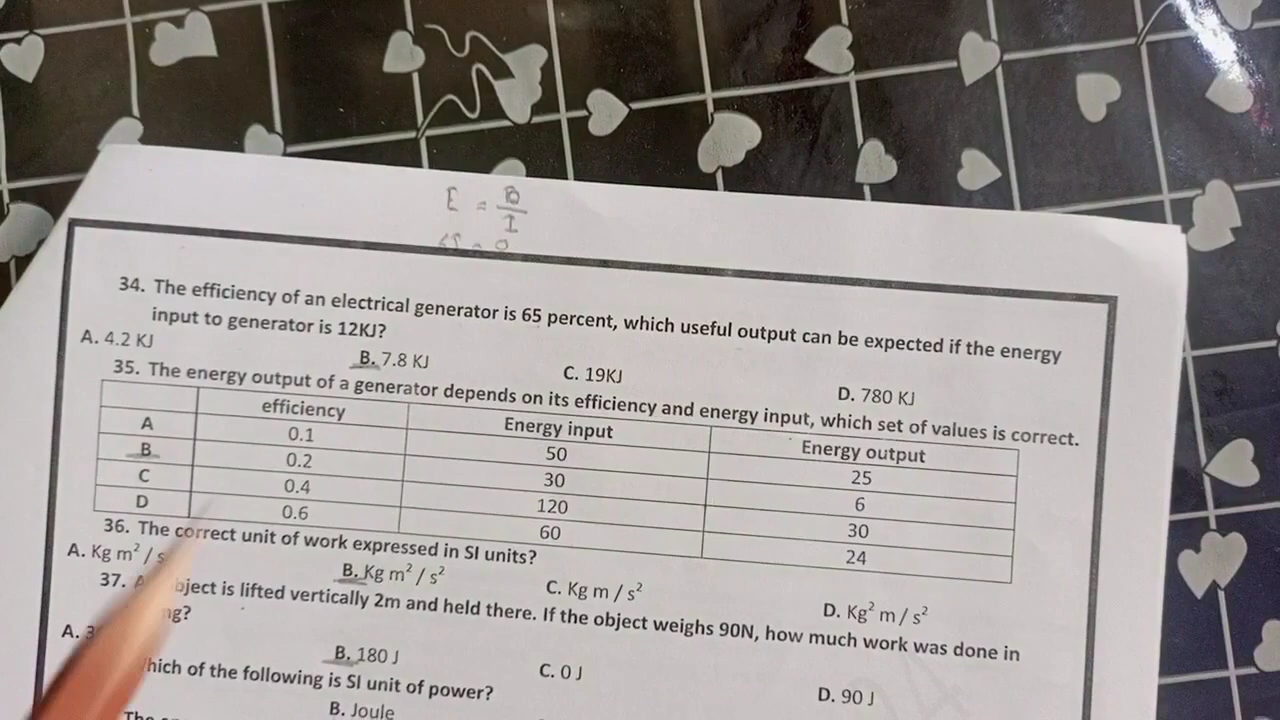 E = 0
I
34. The efficiency of an electrical generator is 65 percent, which useful output can be expected if the energy
input to generator is 12KJ?
A. 4.2 KJ B. 7.8 KJ C. 19KJ D. 780 KJ
35. The energy output of a generator depends on its efficiency and energy input, which set of values is correct.
efficiency Energy input Energy output
A 0.1 50 25
B 0.2 30 6
C 0.4 120 30
D 0.6 60 24
36. The correct unit of work expressed in SI units?
A. Kg m² / s B. Kg m² / s² C. Kg m / s² D. Kg² m / s²
37. object is lifted vertically 2m and held there. If the object weighs 90N, how much work was done in
A. B. 180 J C. 0 J D. 90 J
hich of the following is SI unit of power?
B. Joule